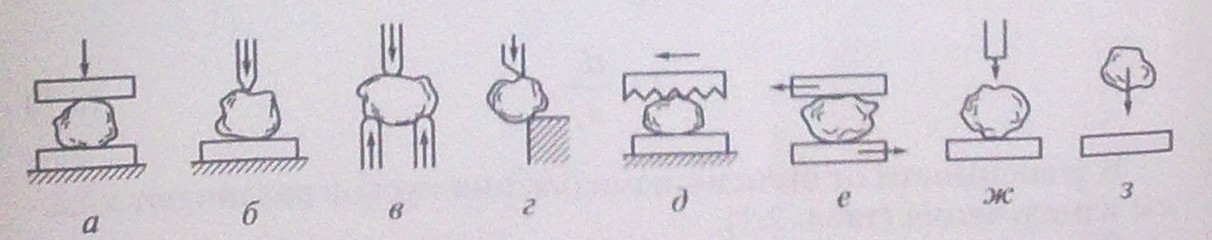 а б в г д е ж з